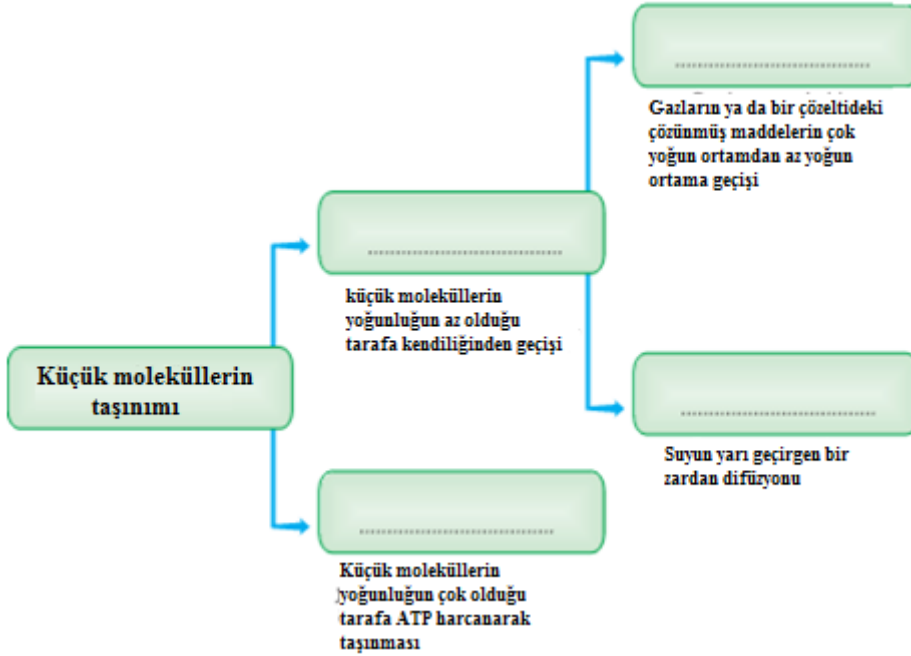 ....................................
Gazların ya da bir çözeltideki
çözünmüş maddelerin çok
yoğun ortamdan az yoğun
ortama geçişi
....................................
küçük moleküllerin
yoğunluğun az olduğu
tarafa kendiliğinden geçişi
Küçük moleküllerin
taşınımı
....................................
Suyun yarı geçirgen bir
zardan difüzyonu
....................................
Küçük moleküllerin
yoğunluğun çok olduğu
tarafa ATP harcanarak
taşınması